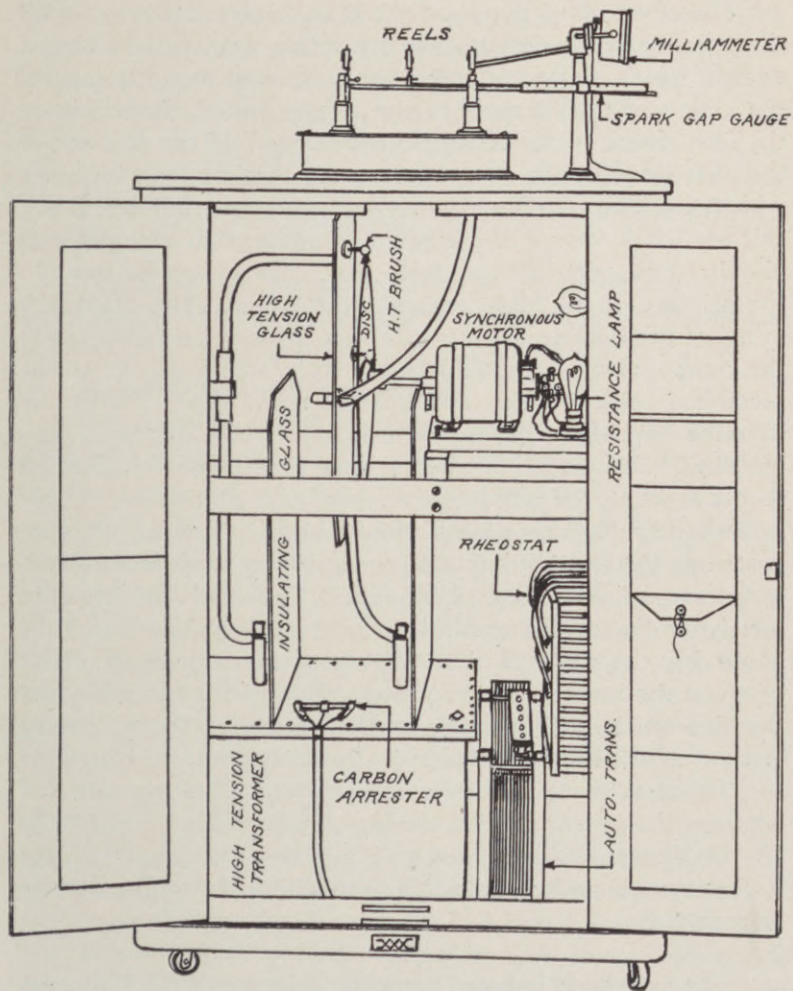 REELS
MILLIAMMETER
SPARK GAP GAUGE
HIGH
TENSION
GLASS
DISC
H.T BRUSH
SYNCHRONOUS
MOTOR
RESISTANCE LAMP
INSULATING GLASS
RHEOSTAT
CARBON
ARRESTER
HIGH TENSION
TRANSFORMER
AUTO. TRANS.